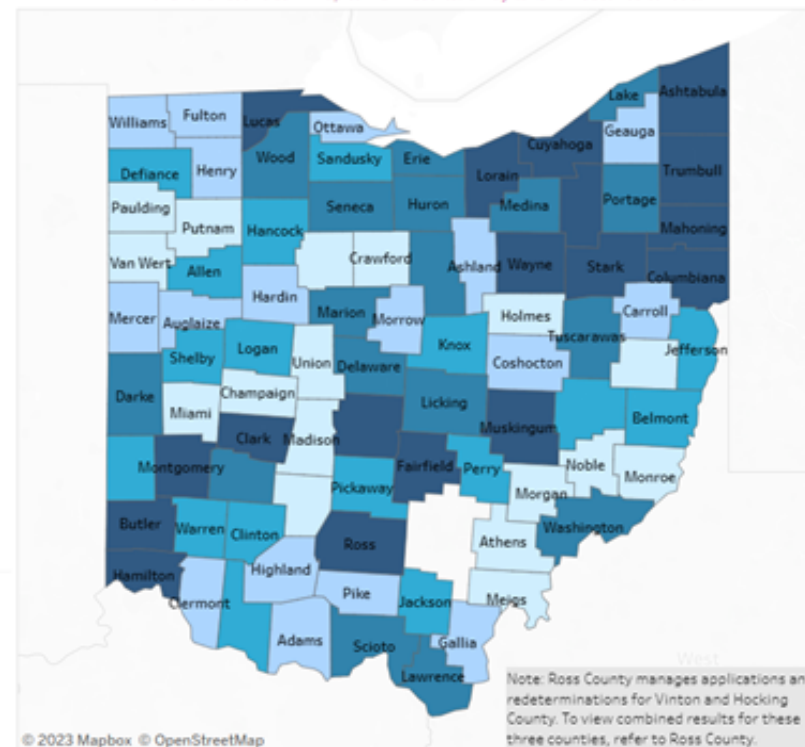 Ashtabula
Lake
Williams
Fulton
Lucas
Ottawa
Geauga
Cuyahoga
Wood
Sandusky
Erie
Defiance
Henry
Lorain
Trumbull
Paulding
Seneca
Huron
Medina
Portage
Putnam
Hancock
Mahoning
Van Wert
Allen
Crawford
Ashland
Wayne
Stark
Columbiana
Hardin
Mercer
Auglaize
Marion
Morrow
Holmes
Carroll
Tuscarawas
Shelby
Logan
Union
Knox
Coshocton
Jefferson
Delaware
Darke
Champaign
Miami
Licking
Belmont
Clark
Madison
Muskingum
Montgomery
Fairfield
Perry
Noble
Monroe
Pickaway
Morgan
Butler
Warren
Clinton
Ross
Washington
Athens
Hamilton
Highland
Clermont
Pike
Jackson
Meigs
Adams
Scioto
Gallia
Lawrence
West
Note: Ross County manages applications an
redeterminations for Vinton and Hocking
County. To view combined results for these
three counties, refer to Ross County.
© 2023 Mapbox © OpenStreetMap